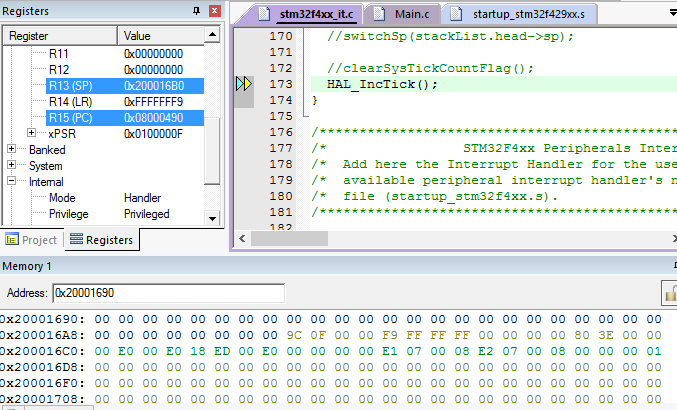 Registers
Register Value
R11 0x00000000
R12 0x00000000
R13 (SP) 0x200016B0
R14 (LR) 0xFFFFFFF9
R15 (PC) 0x08000490
xPSR 0x0100000F
Banked
System
Internal
Mode Handler
Privilege Privileged
Project Registers
stm32f4xx_it.c Main.c startup_stm32f429xx.s
170 //switchSp(stackList.head->sp);
171
172 //clearSysTickCountFlag();
173 HAL_IncTick();
174 }
175
176 /*************************************************
177 /* STM32F4xx Peripherals Inter
178 /* Add here the Interrupt Handler for the use
179 /* available peripheral interrupt handler's n
180 /* file (startup_stm32f4xx.s).
181 /*************************************************
182
Memory 1
Address: 0x20001690
0x20001690: 00 00 00 00 00 00 00 00 00 00 00 00 00 00 00 00 00 00 00 00 00 00 00 00
0x200016A8: 00 00 00 00 00 00 00 00 9C 0F 00 00 F9 FF FF FF 00 00 00 00 80 3E 00 00
0x200016C0: 00 E0 00 E0 18 ED 00 E0 00 00 00 00 E1 07 00 08 E2 07 00 08 00 00 00 01
0x200016D8: 00 00 00 00 00 00 00 00 00 00 00 00 00 00 00 00 00 00 00 00 00 00 00 00
0x200016F0: 00 00 00 00 00 00 00 00 00 00 00 00 00 00 00 00 00 00 00 00 00 00 00 00
0x20001708: 00 00 00 00 00 00 00 00 00 00 00 00 00 00 00 00 00 00 00 00 00 00 00 00